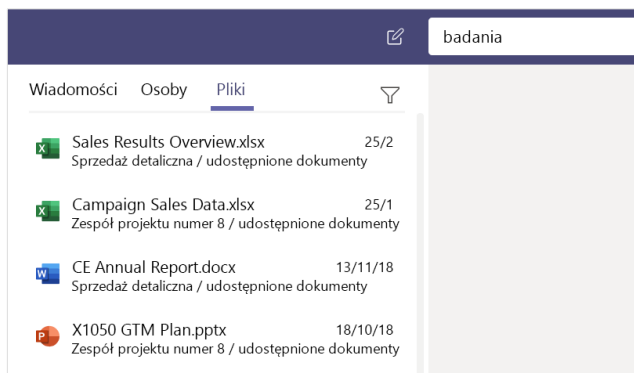 badania
Wiadomości Osoby Pliki
Sales Results Overview.xlsx 25/2
Sprzedaż detaliczna / udostępnione dokumenty
Campaign Sales Data.xlsx 25/1
Zespół projektu numer 8 / udostępnione dokumenty
CE Annual Report.docx 13/11/18
Sprzedaż detaliczna / udostępnione dokumenty
X1050 GTM Plan.pptx 18/10/18
Zespół projektu numer 8 / udostępnione dokumenty